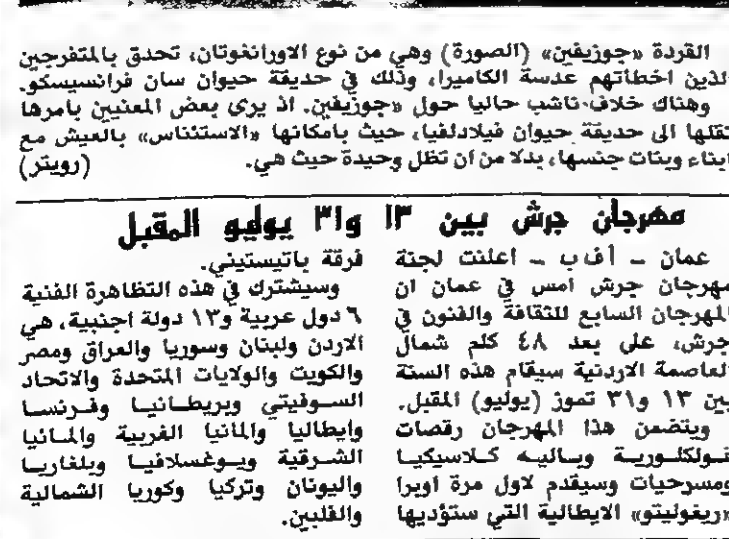 القردة «جوزيفين» (الصورة) وهي من نوع الاورانغوتان، تحدق بالمتفرجين
الذين اخطأتهم عدسة الكاميرا، وذلك في حديقة حيوان سان فرانسيسكو.
وهناك خلاف ناشب حاليا حول «جوزيفين. اذ يرى بعض المعنيين بأمرها
نقلها الى حديقة حيوان فيلادلفيا، حيث بامكانها «الاستئناس» بالعيش مع
ابناء وبنات جنسها، بدلا من ان تظل وحيدة حيث هي. (رويتر)
مهرجان جرش بين ١٣ و٣١ يوليو المقبل
عمان - أ ف ب - اعلنت لجنة
مهرجان جرش امس في عمان ان
المهرجان السابع للثقافة والفنون في
جرش، على بعد ٤٨ كلم شمال
العاصمة الاردنية سيقام هذه السنة
بين ١٣ و٣١ تموز (يوليو) المقبل.
ويتضمن هذا المهرجان رقصات
فولكلورية وباليه كلاسيكيا
ومسرحيات وسيقدم لاول مرة اوبرا
«ريغوليتو» الايطالية التي ستؤديها
فرقة باتيستيني.
وسيشترك في هذه التظاهرة الفنية
٦ دول عربية و١٣ دولة اجنبية، هي
الاردن ولبنان وسوريا والعراق ومصر
والكويت والولايات المتحدة والاتحاد
السوفيتي وبريطانيا وفرنسا
وايطاليا والمانيا الغربية والمانيا
الشرقية ويوغسلافيا وبلغاريا
واليونان وتركيا وكوريا الشمالية
والفلبين.